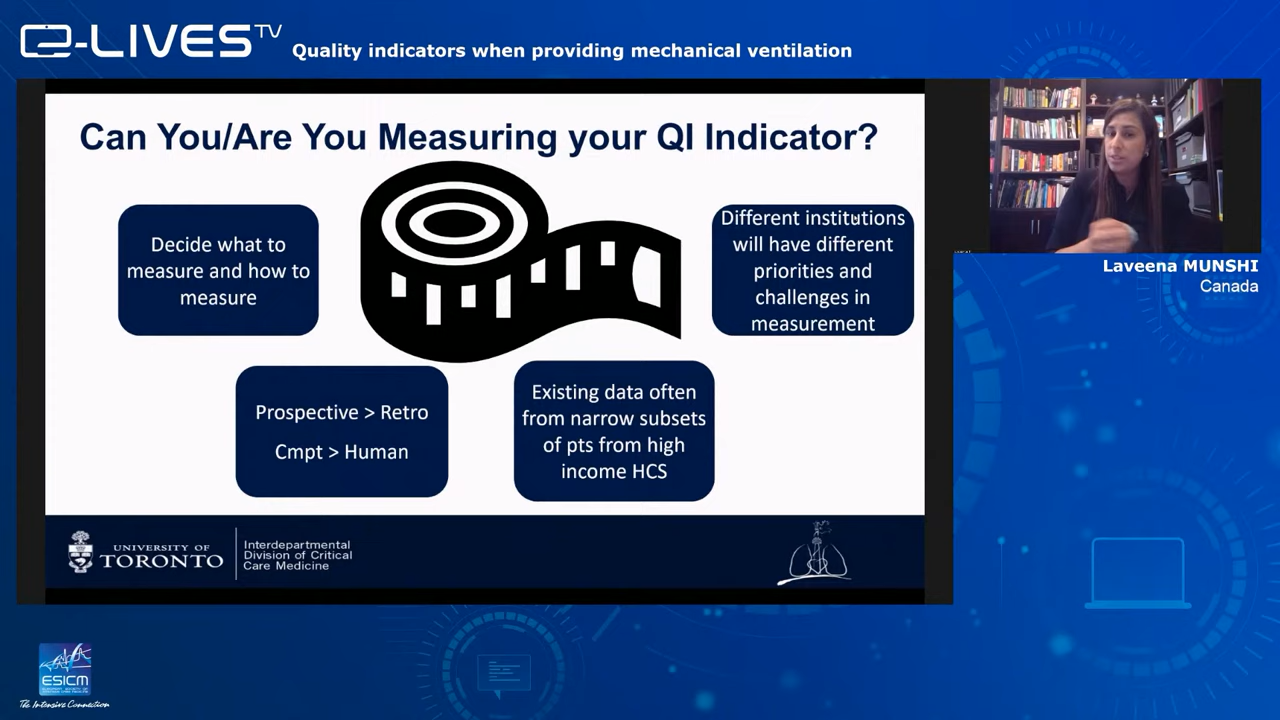 e-LIVES TV
Quality indicators when providing mechanical ventilation
Can You/Are You Measuring your QI Indicator?
Decide what to
measure and how to
measure
Different institutions
will have different
priorities and
challenges in
measurement
Prospective > Retro
Cmpt > Human
Existing data often
from narrow subsets
of pts from high
income HCS
UNIVERSITY OF
TORONTO
Interdepartmental
Division of Critical
Care Medicine
Laveena MUNSHI
Canada
ESICM
The Intensive Connection